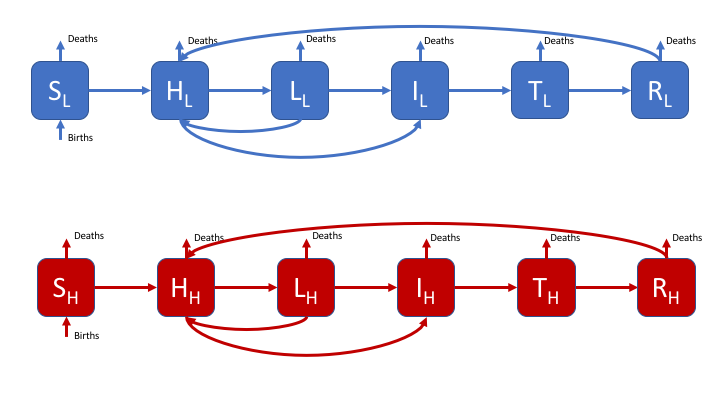 Deaths Deaths Deaths Deaths Deaths Deaths
S_L H_L L_L I_L T_L R_L
Births
Deaths Deaths Deaths Deaths Deaths Deaths
S_H H_H L_H I_H T_H R_H
Births